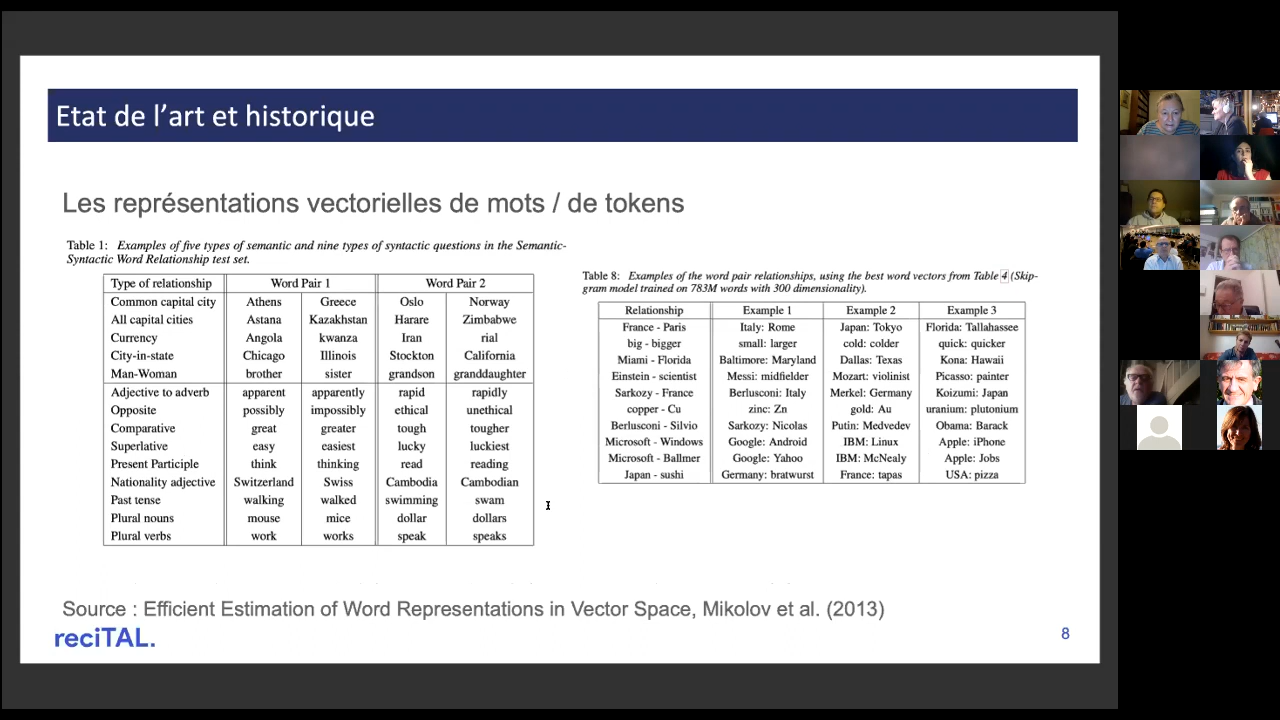 Etat de l'art et historique
Les représentations vectorielles de mots / de tokens
Table 1: Examples of five types of semantic and nine types of syntactic questions in the Semantic-
Syntactic Word Relationship test set.
Type of relationship Word Pair 1 Word Pair 2
Common capital city Athens Greece Oslo Norway
All capital cities Astana Kazakhstan Harare Zimbabwe
Currency Angola kwanza Iran rial
City-in-state Chicago Illinois Stockton California
Man-Woman brother sister grandson granddaughter
Adjective to adverb apparent apparently rapid rapidly
Opposite possibly impossibly ethical unethical
Comparative great greater tough tougher
Superlative easy easiest lucky luckiest
Present Participle think thinking read reading
Nationality adjective Switzerland Swiss Cambodia Cambodian
Past tense walking walked swimming swam
Plural nouns mouse mice dollar dollars
Plural verbs work works speak speaks
Table 8: Examples of the word pair relationships, using the best word vectors from Table 4 (Skip-
gram model trained on 783M words with 300 dimensionality).
Relationship Example 1 Example 2 Example 3
France - Paris Italy: Rome Japan: Tokyo Florida: Tallahassee
big - bigger small: larger cold: colder quick: quicker
Miami - Florida Baltimore: Maryland Dallas: Texas Kona: Hawaii
Einstein - scientist Messi: midfielder Mozart: violinist Picasso: painter
Sarkozy - France Berlusconi: Italy Merkel: Germany Koizumi: Japan
copper - Cu zinc: Zn gold: Au uranium: plutonium
Berlusconi - Silvio Sarkozy: Nicolas Putin: Medvedev Obama: Barack
Microsoft - Windows Google: Android IBM: Linux Apple: iPhone
Microsoft - Ballmer Google: Yahoo IBM: McNealy Apple: Jobs
Japan - sushi Germany: bratwurst France: tapas USA: pizza
Source : Efficient Estimation of Word Representations in Vector Space, Mikolov et al. (2013)
reciTAL.
8